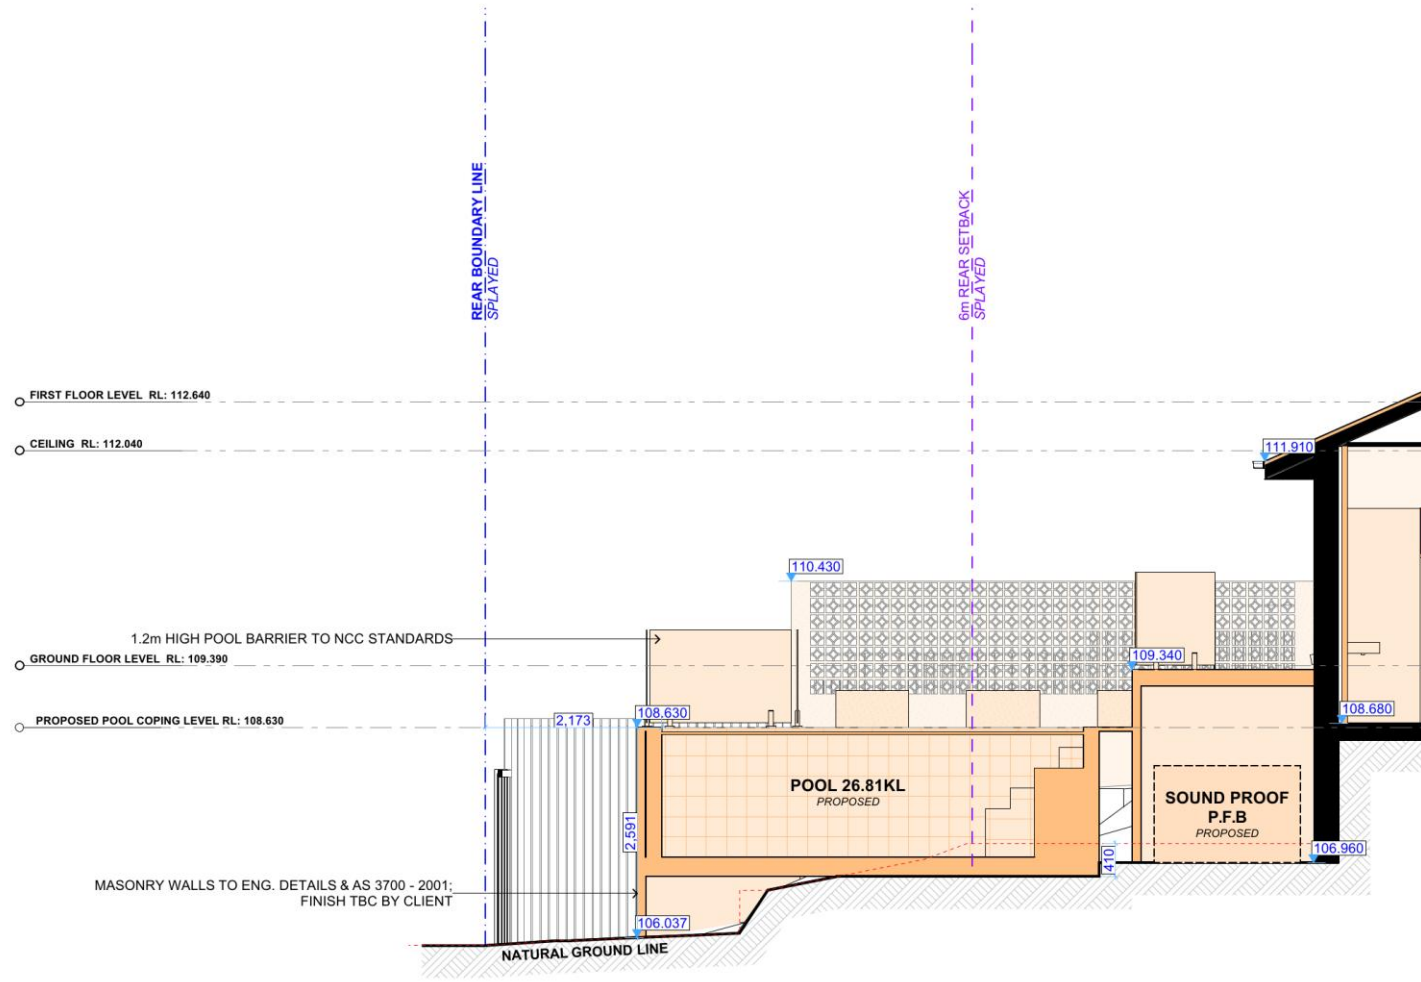 REAR BOUNDARY LINE
SPLAYED
6m REAR SETBACK
SPLAYED
FIRST FLOOR LEVEL RL: 112.640
CEILING RL: 112.040
111.910
110.430
1.2m HIGH POOL BARRIER TO NCC STANDARDS
GROUND FLOOR LEVEL RL: 109.390
109.340
PROPOSED POOL COPING LEVEL RL: 108.630
2,173
108.630
108.680
POOL 26.81KL
PROPOSED
SOUND PROOF
P.F.B
PROPOSED
2,591
410
106.960
MASONRY WALLS TO ENG. DETAILS & AS 3700 - 2001;
FINISH TBC BY CLIENT
106.037
NATURAL GROUND LINE